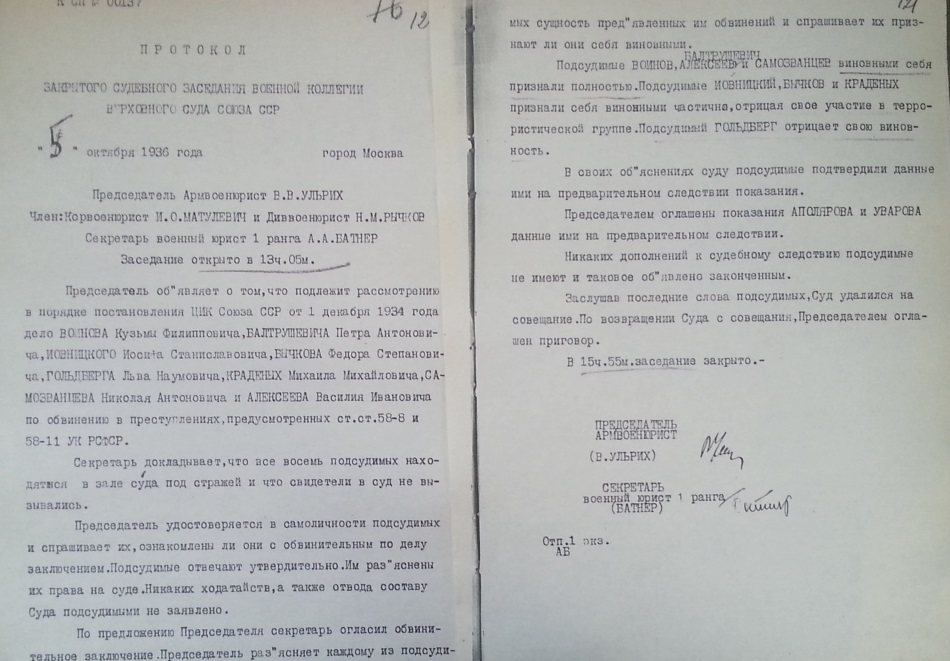 76 12
П Р О Т О К О Л
ЗАКРЫТОГО СУДЕБНОГО ЗАСЕДАНИЯ ВОЕННОЙ КОЛЛЕГИИ
ВЕРХОВНОГО СУДА СОЮЗА ССР
"5" октября 1936 года город Москва
Председатель Армвоенюрист В.В.УЛЬРИХ
Член:Корвоенюрист И.О.МАТУЛЕВИЧ и Диввоенюрист Н.М.РЫЧКОВ
Секретарь военный юрист 1 ранга А.А.БАТНЕР
Заседание открыто в 13ч.05м.
Председатель об"являет о том,что подлежит рассмотрению
в порядке постановления ЦИК Союза ССР от 1 декабря 1934 года
дело ВОИНОВА Кузьмы Филипповича,БАЛТРУШЕВИЧА Петра Антонови-
ча,ИОВНИЦКОГО Иосифа Станиславовича,БЫЧКОВА Федора Степанови-
ча,ГОЛЬДБЕРГА Льва Наумовича,КРАДЕНЫХ Михаила Михайловича,СА-
МОЗВАНЦЕВА Николая Антоновича и АЛЕКСЕЕВА Василия Ивановича
по обвинению в преступлениях,предусмотренных ст.ст.58-8 и
58-11 УК РСФСР.
Секретарь докладывает,что все восемь подсудимых нахо-
дятися в зале суда под стражей и что свидетели в суд не вы-
зывались.
Председатель удостоверяется в самоличности подсудимых
и спрашивает их,ознакомлены ли они с обвинительным по делу
заключением.Подсудимые отвечают утвердительно.Им раз"яснены
их права на суде.Никаких ходатайств,а также отвода составу
Суда подсудимыми не заявлено.
По предложению Председателя секретарь огласил обвини-
тельное заключение.Председатель раз"ясняет каждому из подсуди-
121
мых сущность пред"явленных им обвинений и спрашивает их приз-
нают ли они себя виновными.
БАЛТРУШЕВИЧ
Подсудимые ВОИНОВ,АЛЕКСЕЕВ и САМОЗВАНЦЕВ виновными себя
признали полностью.Подсудимые ИОВНИЦКИЙ,БЫЧКОВ и КРАДЕНЫХ
признали себя виновными частично,отрицая свое участие в терро-
ристической группе.Подсудимый ГОЛЬДБЕРГ отрицает свою винов-
ность.
В своих об"яснениях суду подсудимые подтвердили данные
ими на предварительном следствии показания.
Председателем оглашены показания АПОЛЯРОВА и УВАРОВА
данные ими на предварительном следствии.
Никаких дополнений к судебному следствию подсудимые
не имеют и таковое об"явлено законченным.
Заслушав последние слова подсудимых,Суд удалился на
совещание.По возвращении Суда с совещания,Председателем огла-
шен приговор.
В 15ч.55м.заседание закрыто.-
ПРЕДСЕДАТЕЛЬ
АРМВОЕНЮРИСТ
(В.УЛЬРИХ)
СЕКРЕТАРЬ
военный юрист 1 ранга
(БАТНЕР)
Отп.1 экз.
АБ